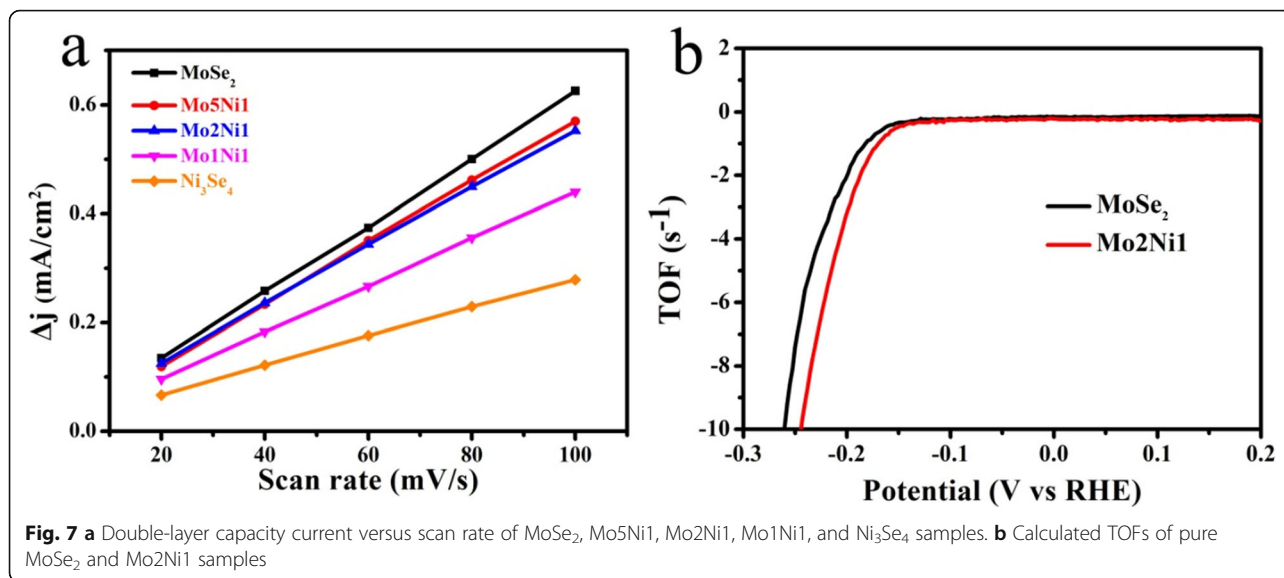 a
MoSe₂
Mo5Ni1
Mo2Ni1
Mo1Ni1
Ni₃Se₄
Δj (mA/cm²)
0.6
0.4
0.2
0.0
20 40 60 80 100
Scan rate (mV/s)
b
TOF (s⁻¹)
2
0
-2
-4
-6
-8
-10
MoSe₂
Mo2Ni1
-0.3 -0.2 -0.1 0.0 0.1 0.2
Potential (V vs RHE)
Fig. 7 a Double-layer capacity current versus scan rate of MoSe₂, Mo5Ni1, Mo2Ni1, Mo1Ni1, and Ni₃Se₄ samples. b Calculated TOFs of pure
MoSe₂ and Mo2Ni1 samples